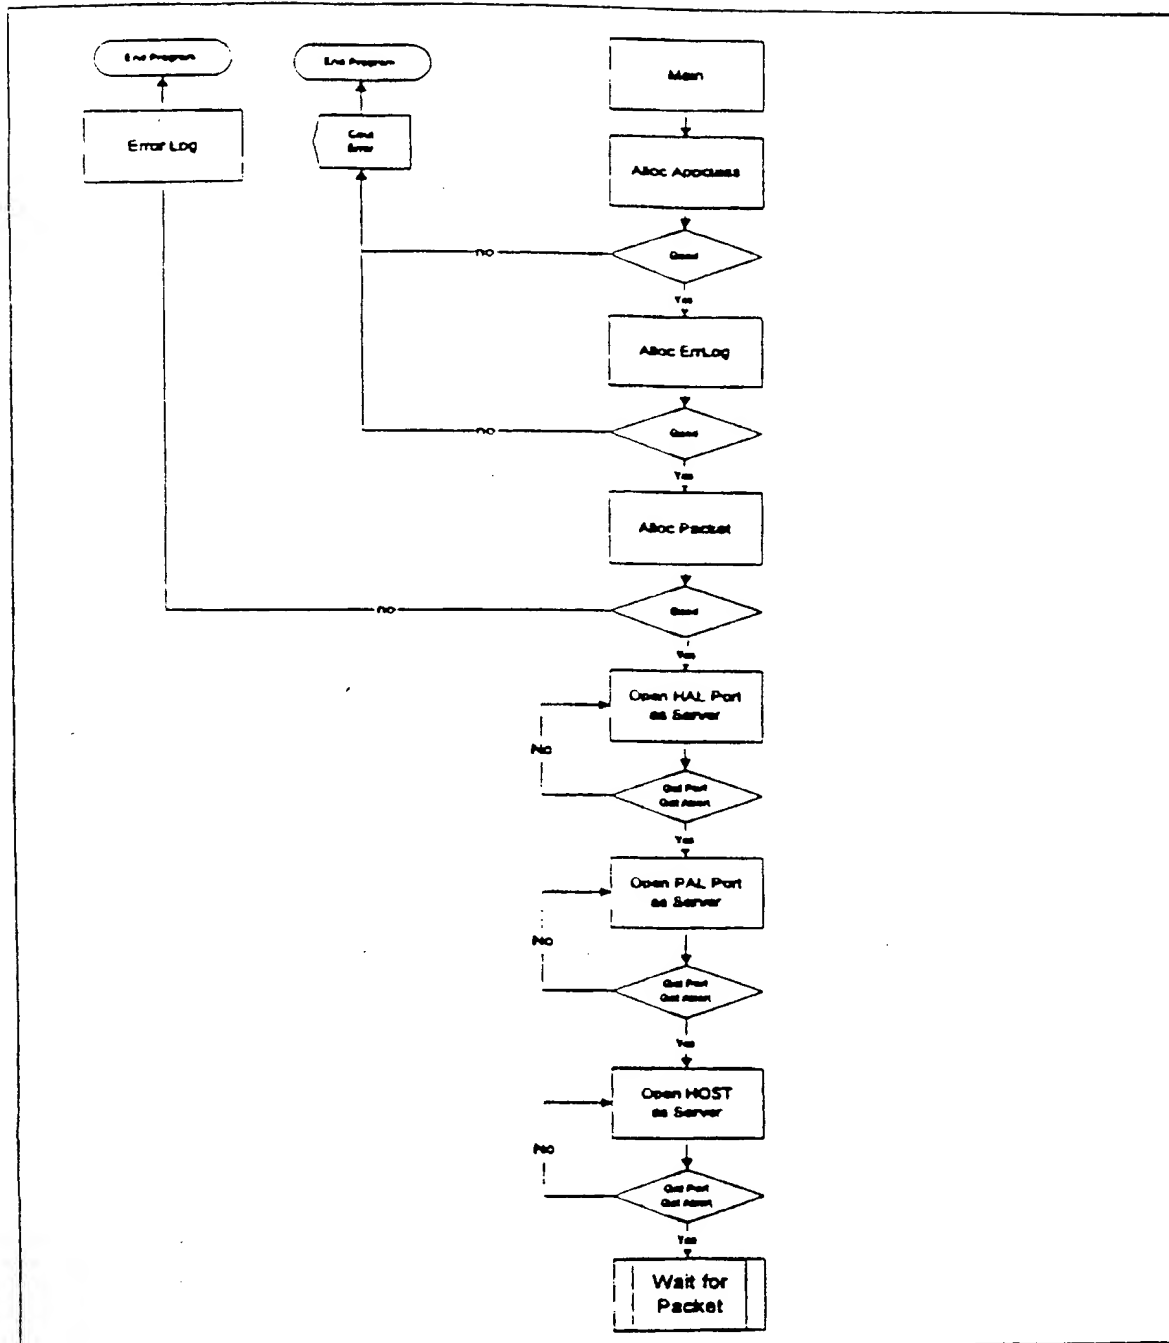 End Program
End Program
Main
Error Log
Cout
Error
Alloc Appclass
Good
no
Yes
Alloc ErrLog
Good
no
Yes
Alloc Packet
Good
no
Yes
Open HAL Port
as Server
No
Yes
Open PAL Port
as Server
No
Yes
Open HOST
as Server
No
Yes
Wait for
Packet